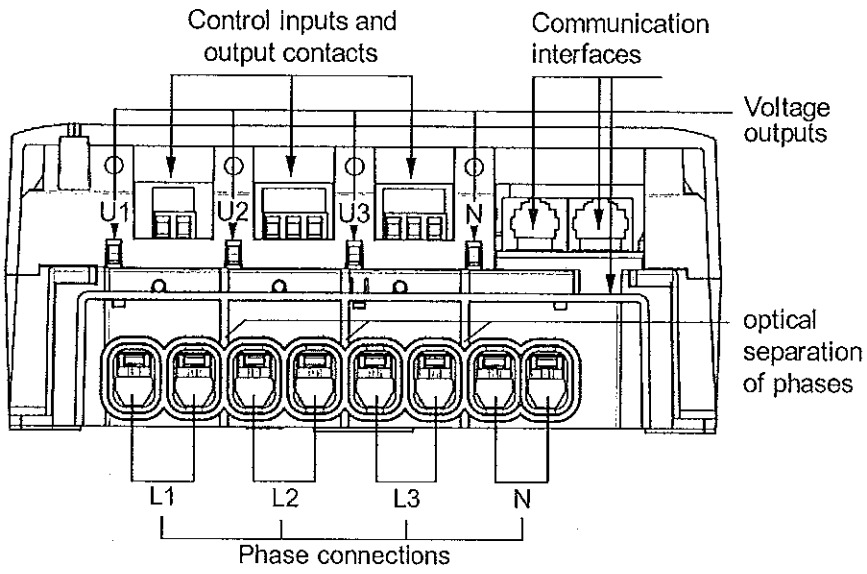 Control inputs and
output contacts
Communication
interfaces
Voltage
outputs
U1
U2
U3
N
optical
separation
of phases
L1
L2
L3
N
Phase connections